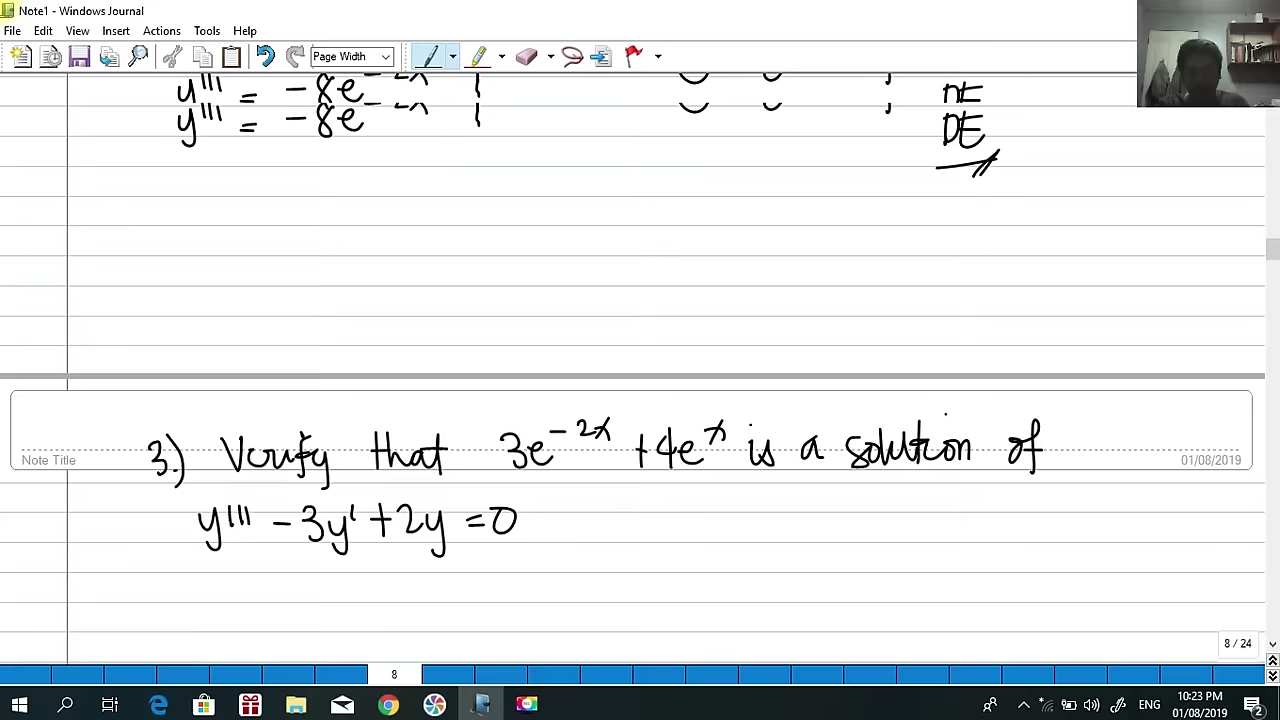 Note1 - Windows Journal
File Edit View Insert Actions Tools Help
Page Width
y''' = -8e^{-2x}
y''' = -8e^{-2x}
DE
DE
3.) Verify that 3e^{-2x} + 4e^x is a solution of
Note Title
01/08/2019
y''' - 3y' + 2y = 0
8 / 24
8
ENG
10:23 PM
01/08/2019
2